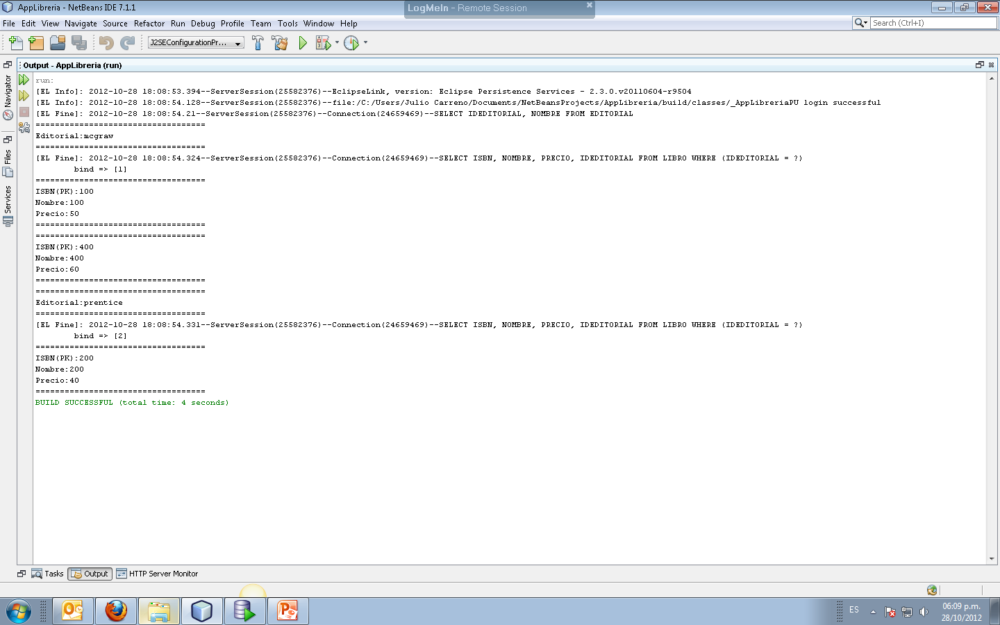 AppLibreria - NetBeans IDE 7.1.1
LogMeIn - Remote Session
File Edit View Navigate Source Refactor Run Debug Profile Team Tools Window Help
Search (Ctrl+I)
J2SEConfigurationPr...
Output - AppLibreria (run)
Navigator
Files
Services
run:
[EL Info]: 2012-10-28 18:08:53.394--ServerSession(25582376)--EclipseLink, version: Eclipse Persistence Services - 2.3.0.v20110604-r9504
[EL Info]: 2012-10-28 18:08:54.128--ServerSession(25582376)--file:/C:/Users/Julio Carreno/Documents/NetBeansProjects/AppLibreria/build/classes/_AppLibreriaPU login successful
[EL Fine]: 2012-10-28 18:08:54.21--ServerSession(25582376)--Connection(24659469)--SELECT IDEDITORIAL, NOMBRE FROM EDITORIAL
===================================
Editorial:mcgraw
===================================
[EL Fine]: 2012-10-28 18:08:54.324--ServerSession(25582376)--Connection(24659469)--SELECT ISBN, NOMBRE, PRECIO, IDEDITORIAL FROM LIBRO WHERE (IDEDITORIAL = ?)
bind => [1]
===================================
ISBN(PK):100
Nombre:100
Precio:50
===================================
===================================
ISBN(PK):400
Nombre:400
Precio:60
===================================
===================================
Editorial:prentice
===================================
[EL Fine]: 2012-10-28 18:08:54.331--ServerSession(25582376)--Connection(24659469)--SELECT ISBN, NOMBRE, PRECIO, IDEDITORIAL FROM LIBRO WHERE (IDEDITORIAL = ?)
bind => [2]
===================================
ISBN(PK):200
Nombre:200
Precio:40
===================================
BUILD SUCCESSFUL (total time: 4 seconds)
Tasks Output HTTP Server Monitor
ES
06:09 p.m.
28/10/2012